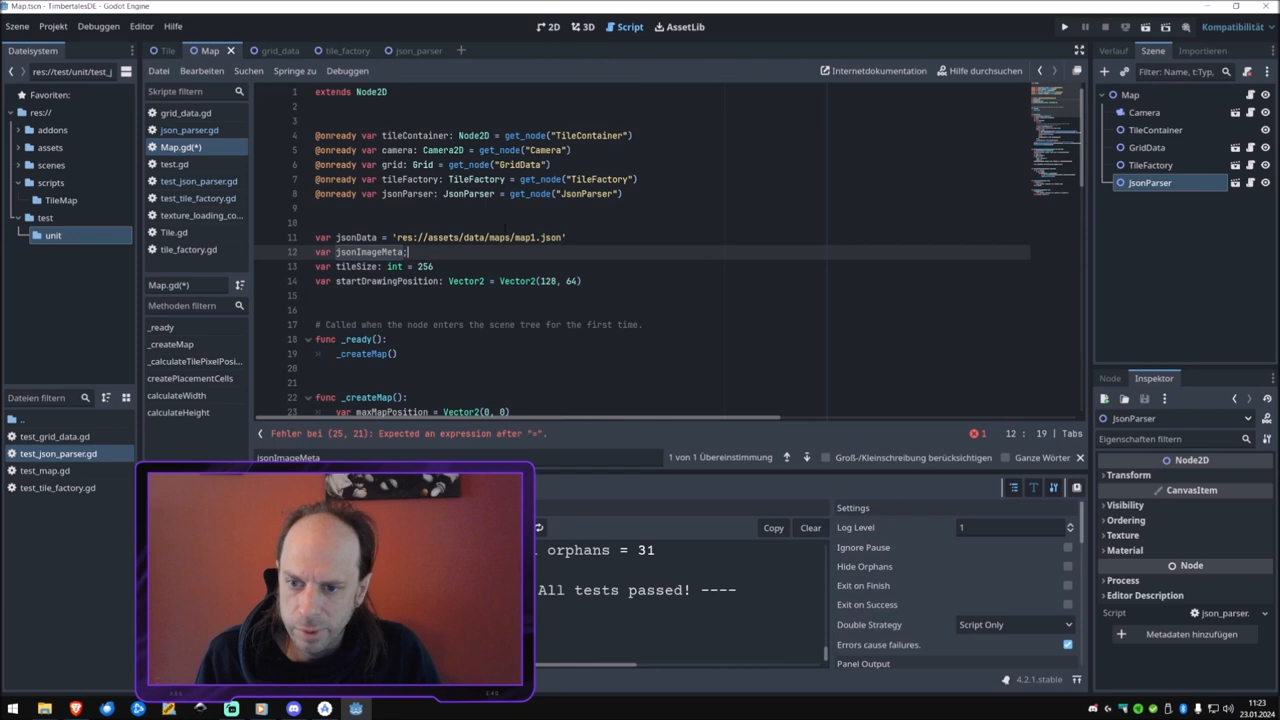 Map.tscn - TimbertalesDE - Godot Engine
Szene Projekt Debuggen Editor Hilfe
2D 3D Script AssetLib
Kompatibilität
Dateisystem
res://test/unit/test_j
Favoriten:
res://
addons
assets
scenes
scripts
TileMap
test
unit
Dateien filtern
..
test_grid_data.gd
test_json_parser.gd
test_map.gd
test_tile_factory.gd
Tile Map grid_data tile_factory json_parser
Datei Bearbeiten Suchen Springe zu Debuggen
Internetdokumentation Hilfe durchsuchen
Skripte filtern
grid_data.gd
json_parser.gd
Map.gd(*)
test.gd
test_json_parser.gd
test_tile_factory.gd
texture_loading_co...
Tile.gd
tile_factory.gd
Map.gd(*)
Methoden filtern
_ready
_createMap
_calculateTilePixelPosi...
createPlacementCells
calculateWidth
calculateHeight
1 extends Node2D
2
3
4 @onready var tileContainer: Node2D = get_node("TileContainer")
5 @onready var camera: Camera2D = get_node("Camera")
6 @onready var grid: Grid = get_node("GridData")
7 @onready var tileFactory: TileFactory = get_node("TileFactory")
8 @onready var jsonParser: JsonParser = get_node("JsonParser")
9
10
11 var jsonData = 'res://assets/data/maps/map1.json'
12 var jsonImageMeta;
13 var tileSize: int = 256
14 var startDrawingPosition: Vector2 = Vector2(128, 64)
15
16
17 # Called when the node enters the scene tree for the first time.
18 func _ready():
19 _createMap()
20
21
22 func _createMap():
23 var maxMapPosition = Vector2(0, 0)
Fehler bei (25, 21): Expected an expression after "=".
1 12 : 19 | Tabs
jsonImageMeta
1 von 1 Übereinstimmung
Groß-/Kleinschreibung berücksichtigen
Ganze Wörter
Copy Clear
orphans = 31
All tests passed! ----
Settings
Log Level 1
Ignore Pause
Hide Orphans
Exit on Finish
Exit on Success
Double Strategy Script Only
Errors cause failures.
Panel Output
4.2.1.stable
Verlauf Szene Importieren
Filter: Name, t:Typ,
Map
Camera
TileContainer
GridData
TileFactory
JsonParser
Node Inspektor
JsonParser
Eigenschaften filtern
Node2D
Transform
CanvasItem
Visibility
Ordering
Texture
Material
Node
Process
Editor Description
Script json_parser.
Metadaten hinzufügen
11:23
23.01.2024